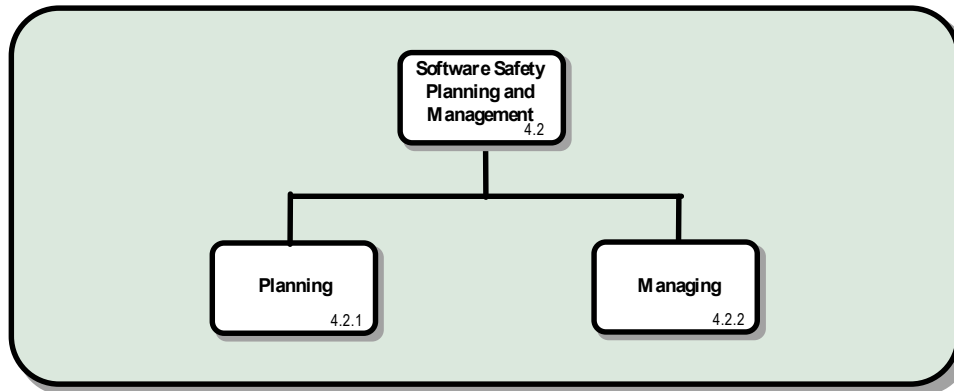 Software Safety
Planning and
Management
4.2
Planning
4.2.1
Managing
4.2.2